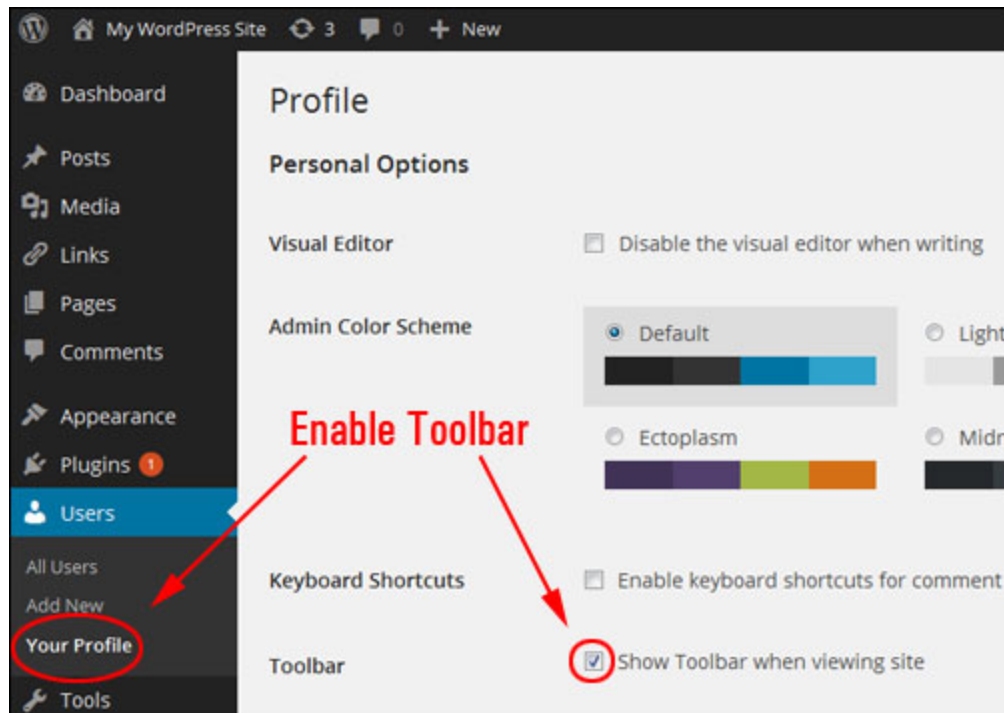 My WordPress Site 3 0 + New
Dashboard
Posts
Media
Links
Pages
Comments
Appearance
Plugins 1
Users
All Users
Add New
Your Profile
Tools
Profile
Personal Options
Visual Editor
Disable the visual editor when writing
Admin Color Scheme
Default
Light
Ectoplasm
Midn
Enable Toolbar
Keyboard Shortcuts
Enable keyboard shortcuts for comment
Toolbar
Show Toolbar when viewing site